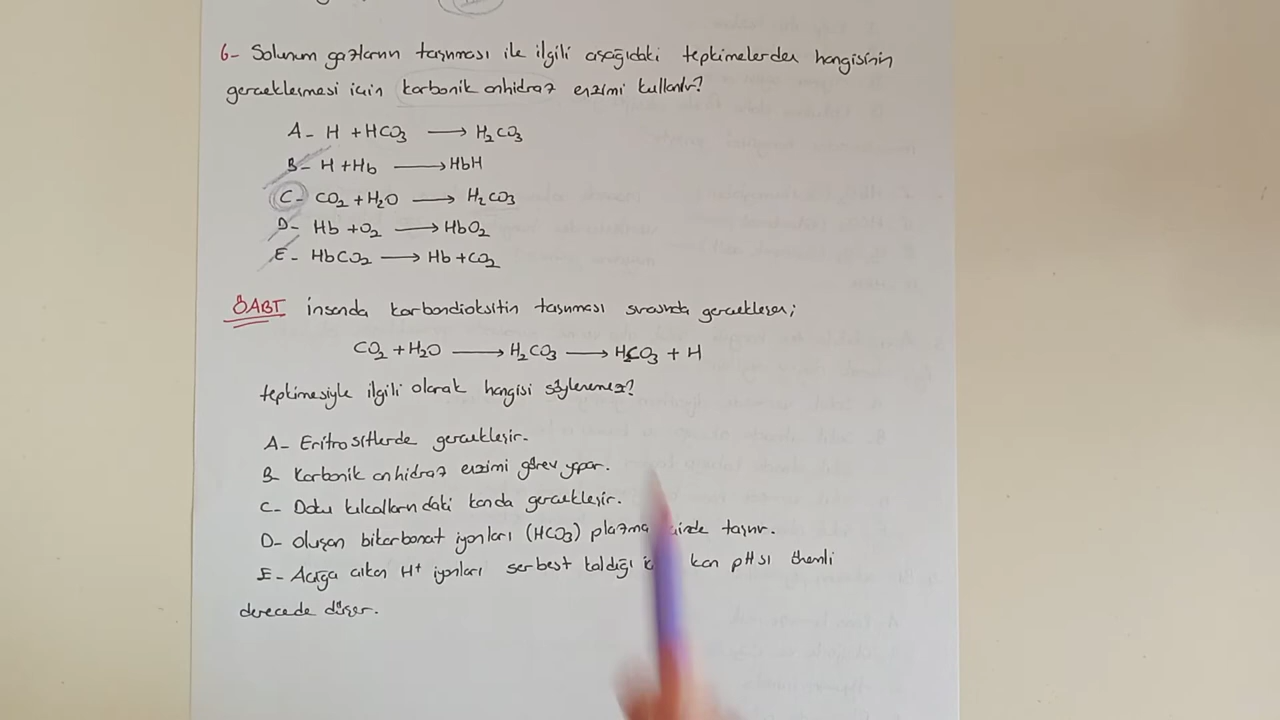 6- Solunum gazlarının taşınması ile ilgili aşağıdaki tepkimelerden hangisinin
gerçekleşmesi için karbonik anhidraz enzimi kullanılır?
A- H + HCO3 → H2CO3
B- H + Hb → HbH
C- CO2 + H2O → H2CO3
D- Hb + O2 → HbO2
E- HbCO2 → Hb + CO2
ÖABT İnsanda karbondioksitin taşınması sırasında gerçekleşen;
CO2 + H2O → H2CO3 → HCO3 + H
tepkimesiyle ilgili olarak hangisi söylenemez?
A- Eritrositlerde gerçekleşir.
B- Karbonik anhidraz enzimi görev yapar.
C- Doku kılcallarındaki kanda gerçekleşir.
D- Oluşan bikarbonat iyonları (HCO3) plazma içinde taşınır.
E- Açığa çıkan H+ iyonları serbest kaldığı kan pH'sı önemli
derecede düşer.